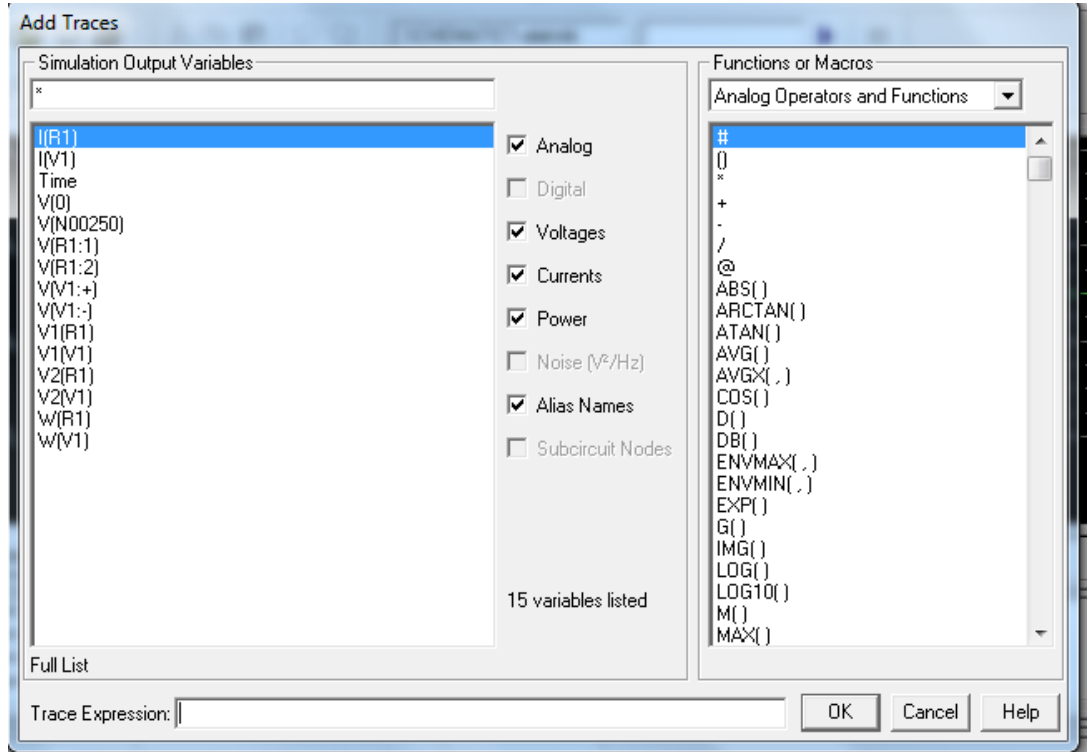 Add Traces
Simulation Output Variables
*
I(R1)
I(V1)
Time
V(0)
V(N00250)
V(R1:1)
V(R1:2)
V(V1:+)
V(V1:-)
V1(R1)
V1(V1)
V2(R1)
V2(V1)
W(R1)
W(V1)
Analog
Digital
Voltages
Currents
Power
Noise (V²/Hz)
Alias Names
Subcircuit Nodes
15 variables listed
Full List
Functions or Macros
Analog Operators and Functions
#
()
*
+
-
/
@
ABS( )
ARCTAN( )
ATAN( )
AVG( )
AVGX( , )
COS( )
D( )
DB( )
ENVMAX( , )
ENVMIN( , )
EXP( )
G( )
IMG( )
LOG( )
LOG10( )
M( )
MAX( )
Trace Expression:
OK
Cancel
Help